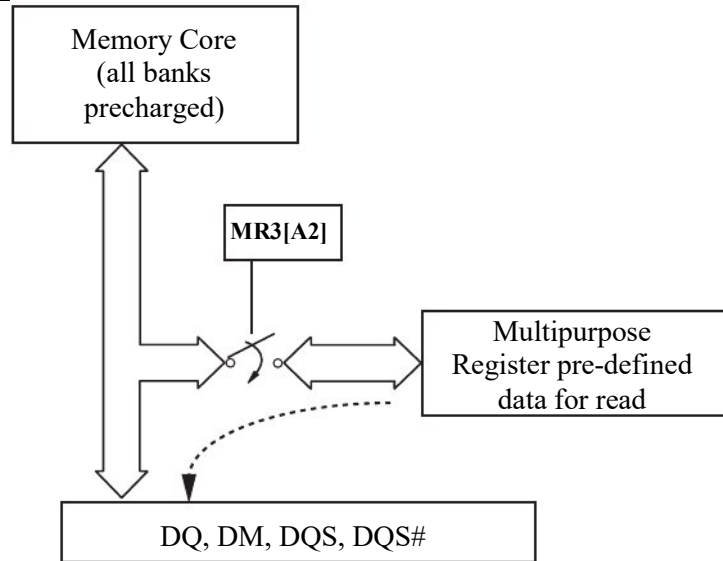 Memory Core
(all banks
precharged)
MR3[A2]
Multipurpose
Register pre-defined
data for read
DQ, DM, DQS, DQS#